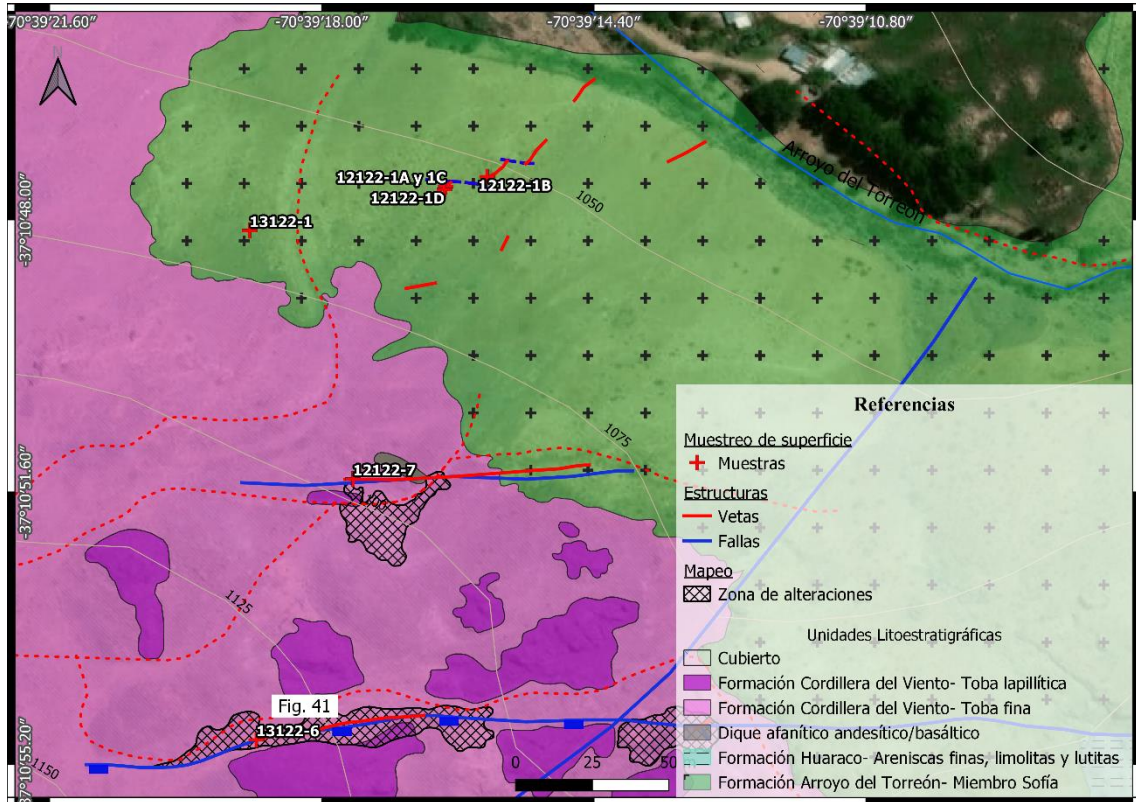 -70°39′21.60″
-70°39′18.00″
-70°39′14.40″
-70°39′10.80″
N
-37°10′48.00″
-37°10′51.60″
-37°10′55.20″
Arroyo del Torreón
12122-1A y 1C
12122-1B
12122-1D
13122-1
1050
1075
12122-7
1100
1125
1150
Fig. 41
13122-6
0 25 50
Referencias
Muestreo de superficie
Muestras
Estructuras
Vetas
Fallas
Mapeo
Zona de alteraciones
Unidades Litoestratigráficas
Cubierto
Formación Cordillera del Viento- Toba lapillítica
Formación Cordillera del Viento- Toba fina
Dique afanítico andesítico/basáltico
Formación Huaraco- Areniscas finas, limolitas y lutitas
Formación Arroyo del Torreón- Miembro Sofía